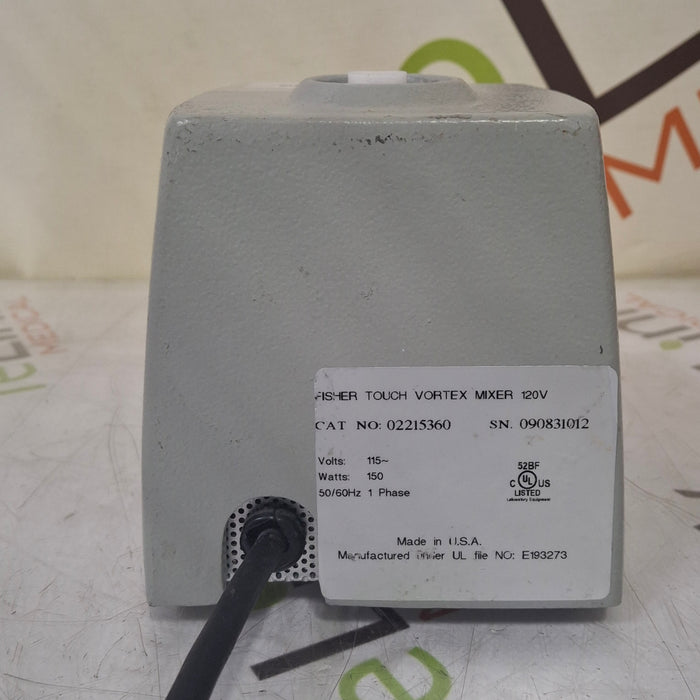 FISHER TOUCH VORTEX MIXER 120V
CAT NO: 02215360 SN. 090831012
Volts: 115~
Watts: 150
50/60Hz 1 Phase
52BF
C UL US
LISTED
Laboratory Equipment
Made in U.S.A.
Manufactured Under UL file NO: E193273
MEDICAL